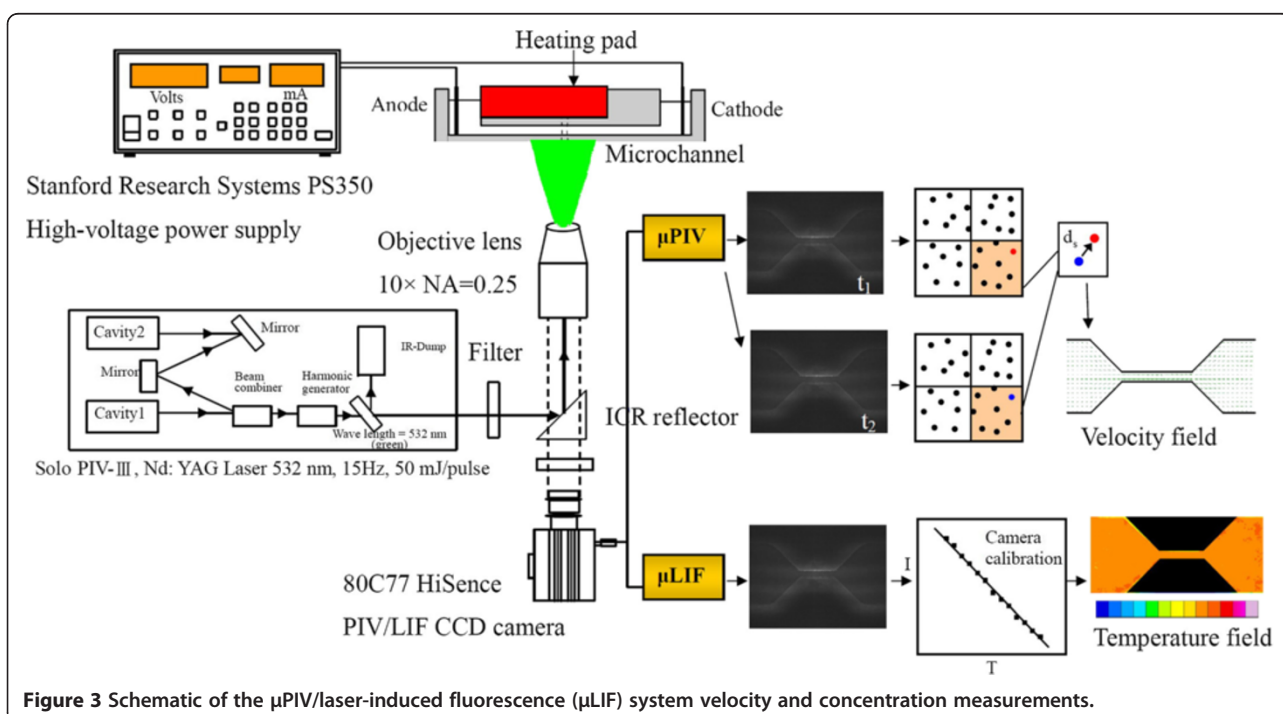 Heating pad
Volts
mA
Anode
Cathode
Microchannel
Stanford Research Systems PS350
High-voltage power supply
Objective lens
10× NA=0.25
µPIV
t1
ds
Cavity2
Mirror
IR-Dump
Filter
Mirror
Beam
combiner
Harmonic
generator
Cavity1
Wave length = 532 nm
(green)
ICR reflector
t2
Velocity field
Solo PIV-Ⅲ, Nd: YAG Laser 532 nm, 15Hz, 50 mJ/pulse
80C77 HiSence
PIV/LIF CCD camera
µLIF
I
Camera
calibration
T
Temperature field
Figure 3 Schematic of the µPIV/laser-induced fluorescence (µLIF) system velocity and concentration measurements.